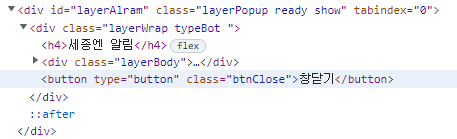 ▼<div id="layerAlram" class="layerPopup ready show" tabindex="0">
▼<div class="layerWrap typeBot ">
<h4>세종엔 알림</h4> flex
▶<div class="layerBody">…</div>
<button type="button" class="btnClose">창닫기</button>
</div>
::after
</div>